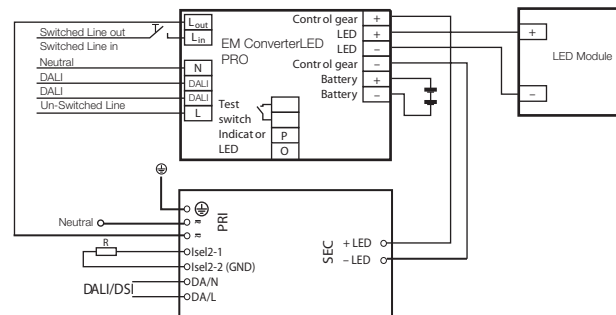 Switched Line out
Switched Line in
Neutral
DALI
DALI
Un-Switched Line
Lout
Lin
N
DALI
DALI
L
EM ConverterLED
PRO
Test
switch
Indicator
LED
P
O
Control gear +
LED +
LED –
Control gear –
Battery +
Battery –
+
LED Module
–
Neutral
R
DALI/DSI
PRI
≂
≂
Isel2-1
Isel2-2 (GND)
DA/N
DA/L
SEC
+ LED
– LED